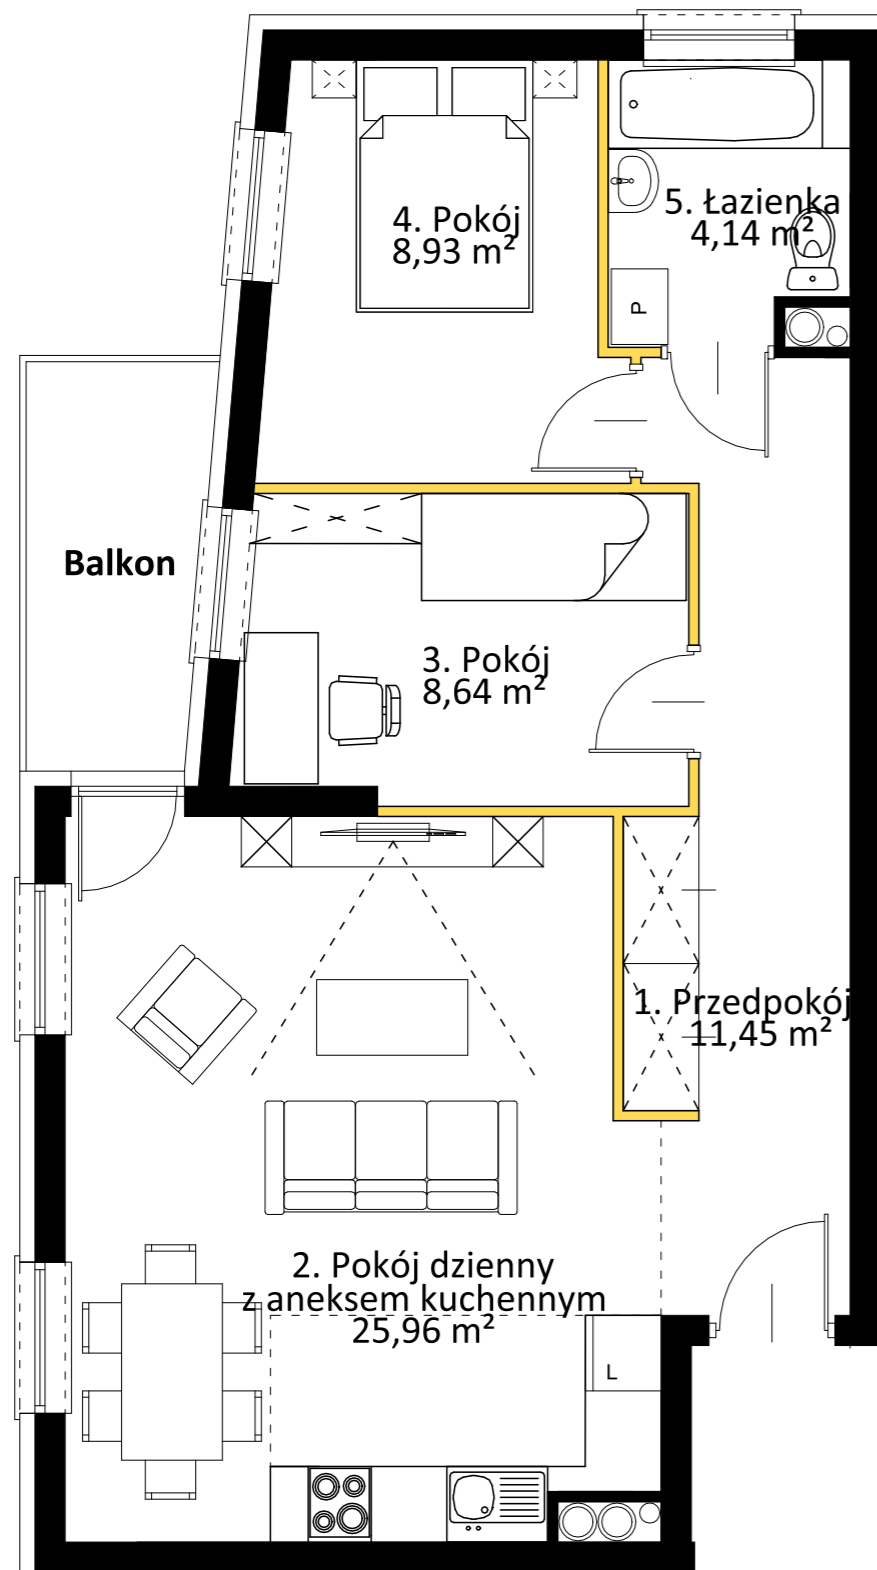 4. Pokój
8,93 m²
5. Łazienka
4,14 m²
P
Balkon
3. Pokój
8,64 m²
1. Przedpokój
11,45 m²
2. Pokój dzienny
z aneksem kuchennym
25,96 m²
L